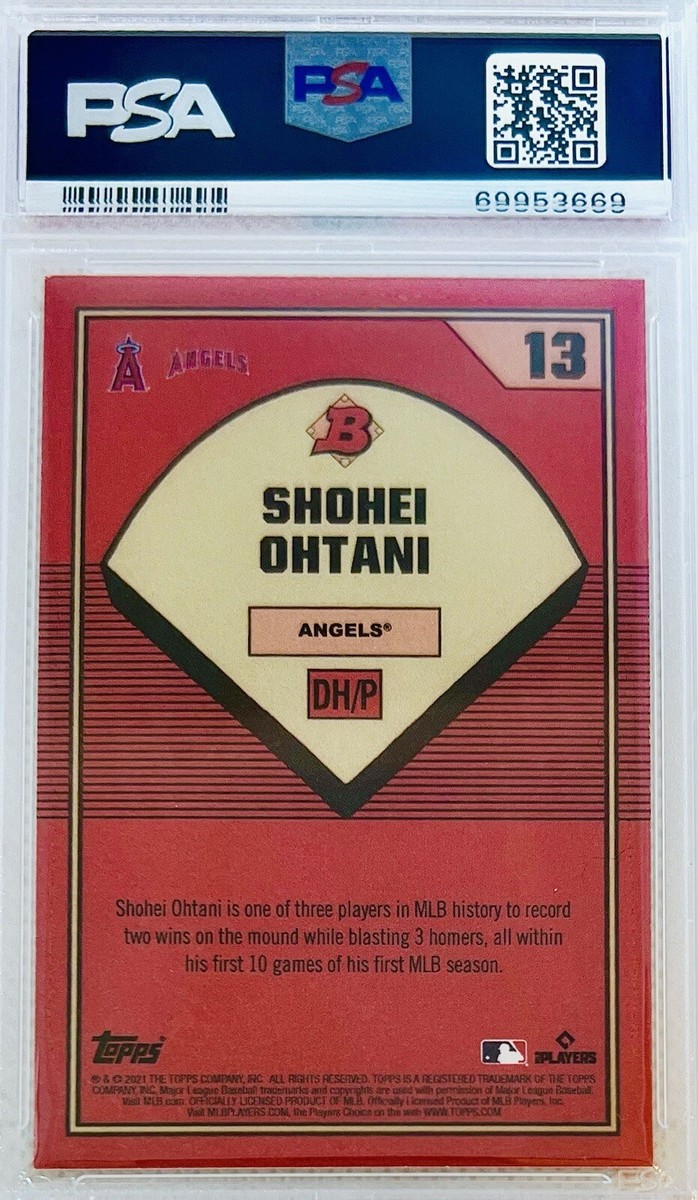 PSA
PSA
69953669
A
ANGELS
13
B
SHOHEI
OHTANI
ANGELS®
DH/P
Shohei Ohtani is one of three players in MLB history to record
two wins on the mound while blasting 3 homers, all within
his first 10 games of his first MLB season.
Topps
PLAYERS
® & © 2021 THE TOPPS COMPANY, INC. ALL RIGHTS RESERVED. TOPPS IS A REGISTERED TRADEMARK OF THE TOPPS
COMPANY, INC. Major League Baseball trademarks and copyrights are used with permission of Major League Baseball.
Visit MLB.com. OFFICIALLY LICENSED PRODUCT OF MLB Players, Inc.
Visit MLBPLAYERS.COM, the Players Choice on the web WWW.TOPPS.COM